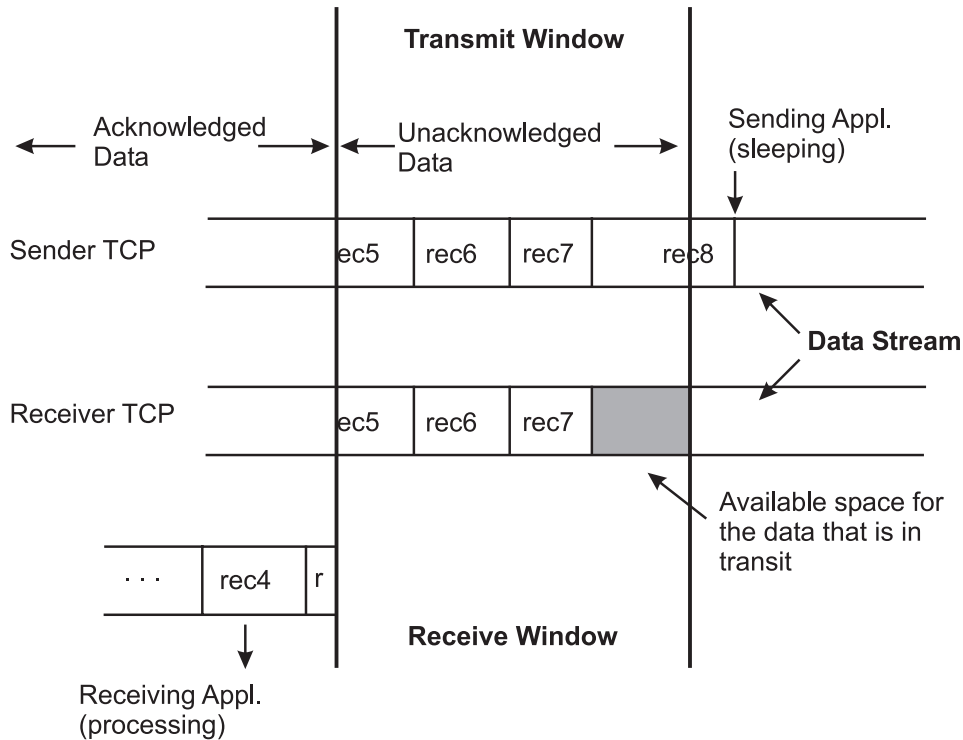 Transmit Window
Acknowledged
Data
Unacknowledged
Data
Sending Appl.
(sleeping)
Sender TCP
ec5
rec6
rec7
rec8
Data Stream
Receiver TCP
ec5
rec6
rec7
Available space for
the data that is in
transit
. . .
rec4
r
Receive Window
Receiving Appl.
(processing)